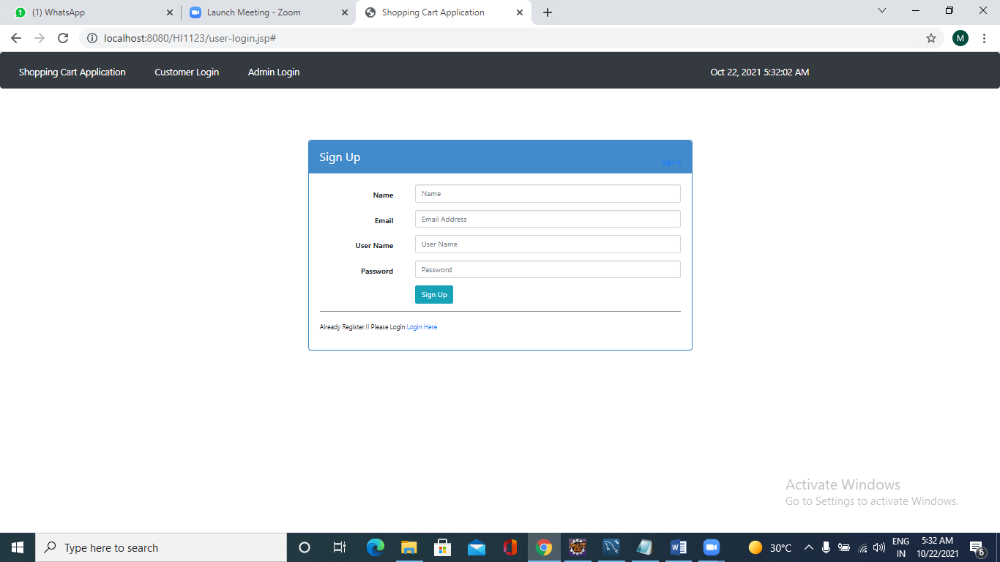 1 (1) WhatsApp
Launch Meeting - Zoom
Shopping Cart Application
localhost:8080/HI1123/user-login.jsp#
M
Shopping Cart Application
Customer Login
Admin Login
Oct 22, 2021 5:32:02 AM
Sign Up
Sign In
Name
Name
Email
Email Address
User Name
User Name
Password
Password
Sign Up
Already Register.!! Please Login Login Here
Activate Windows
Go to Settings to activate Windows.
Type here to search
30°C
ENG
IN
5:32 AM
10/22/2021
6